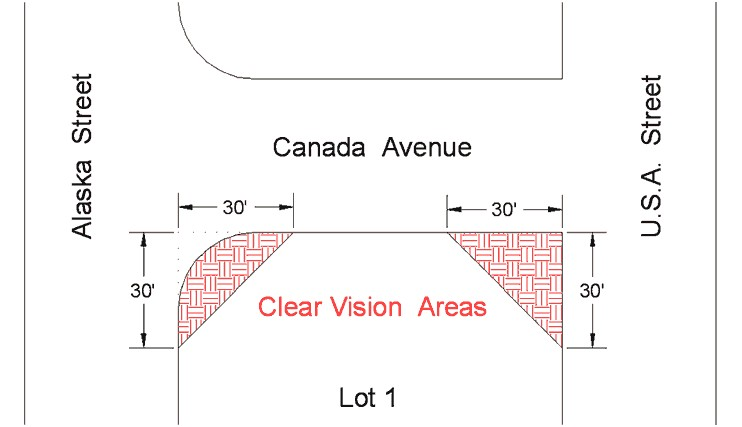 Alaska Street
U.S.A. Street
Canada Avenue
30'
30'
30'
30'
Clear Vision Areas
Lot 1